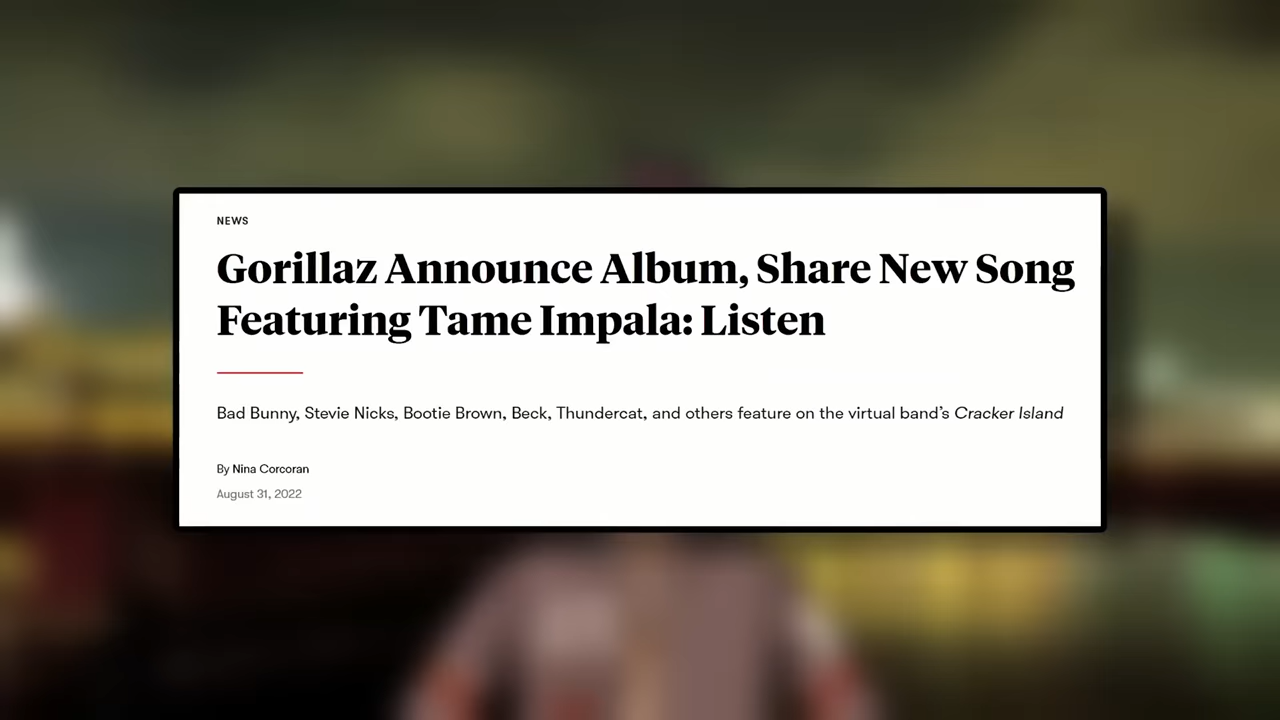 NEWS
Gorillaz Announce Album, Share New Song
Featuring Tame Impala: Listen
Bad Bunny, Stevie Nicks, Bootie Brown, Beck, Thundercat, and others feature on the virtual band’s Cracker Island
By Nina Corcoran
August 31, 2022